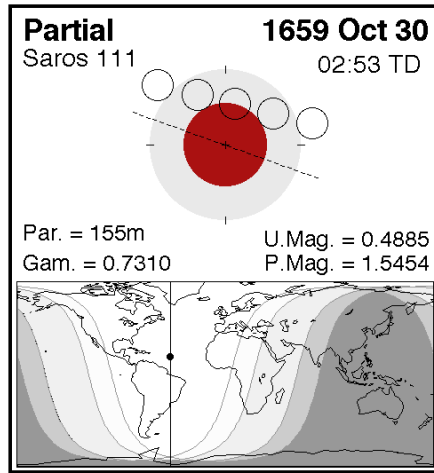 Partial 1659 Oct 30
Saros 111 02:53 TD
Par. = 155m U.Mag. = 0.4885
Gam. = 0.7310 P.Mag. = 1.5454